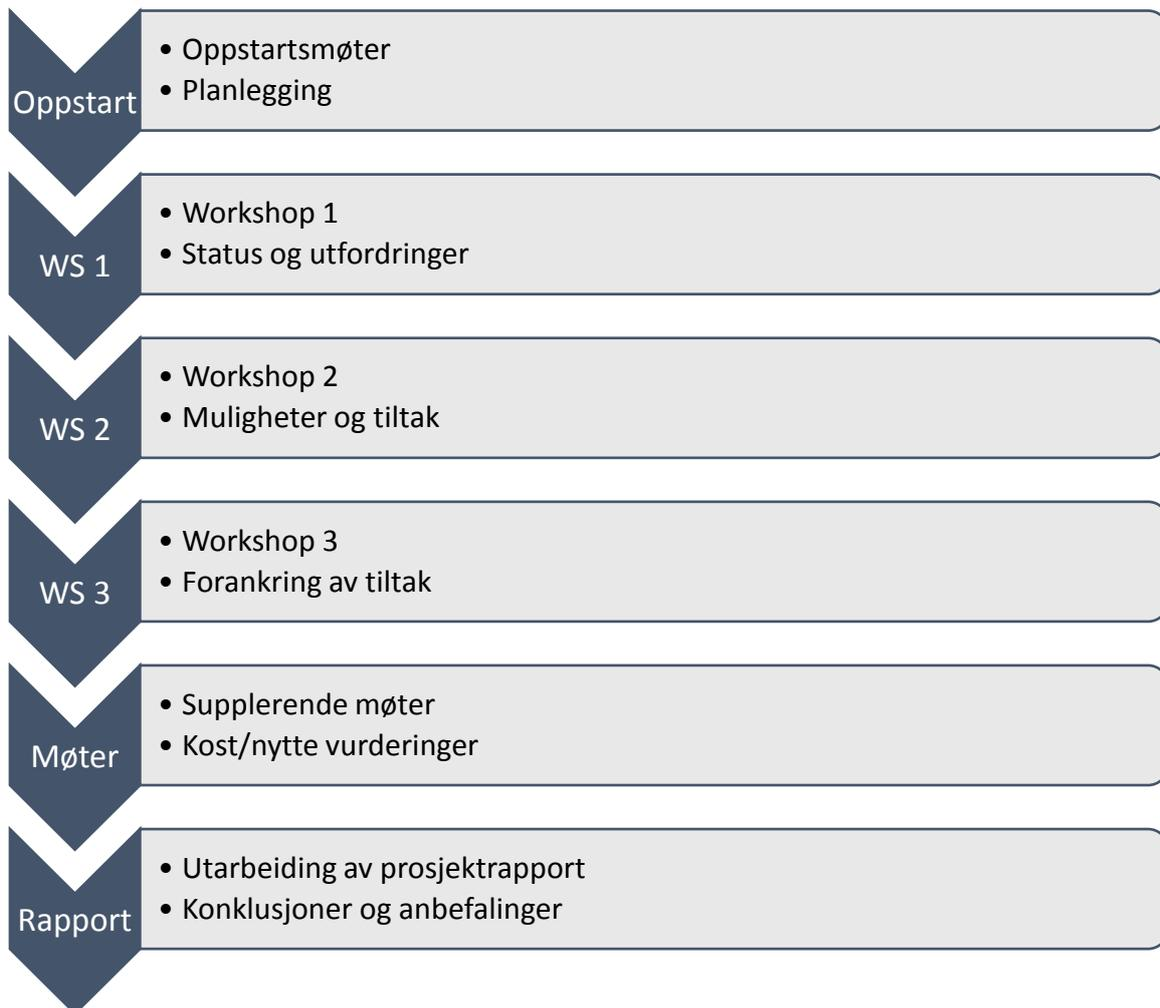 Oppstart
• Oppstartsmøter
• Planlegging
WS 1
• Workshop 1
• Status og utfordringer
WS 2
• Workshop 2
• Muligheter og tiltak
WS 3
• Workshop 3
• Forankring av tiltak
Møter
• Supplerende møter
• Kost/nytte vurderinger
Rapport
• Utarbeiding av prosjektrapport
• Konklusjoner og anbefalinger